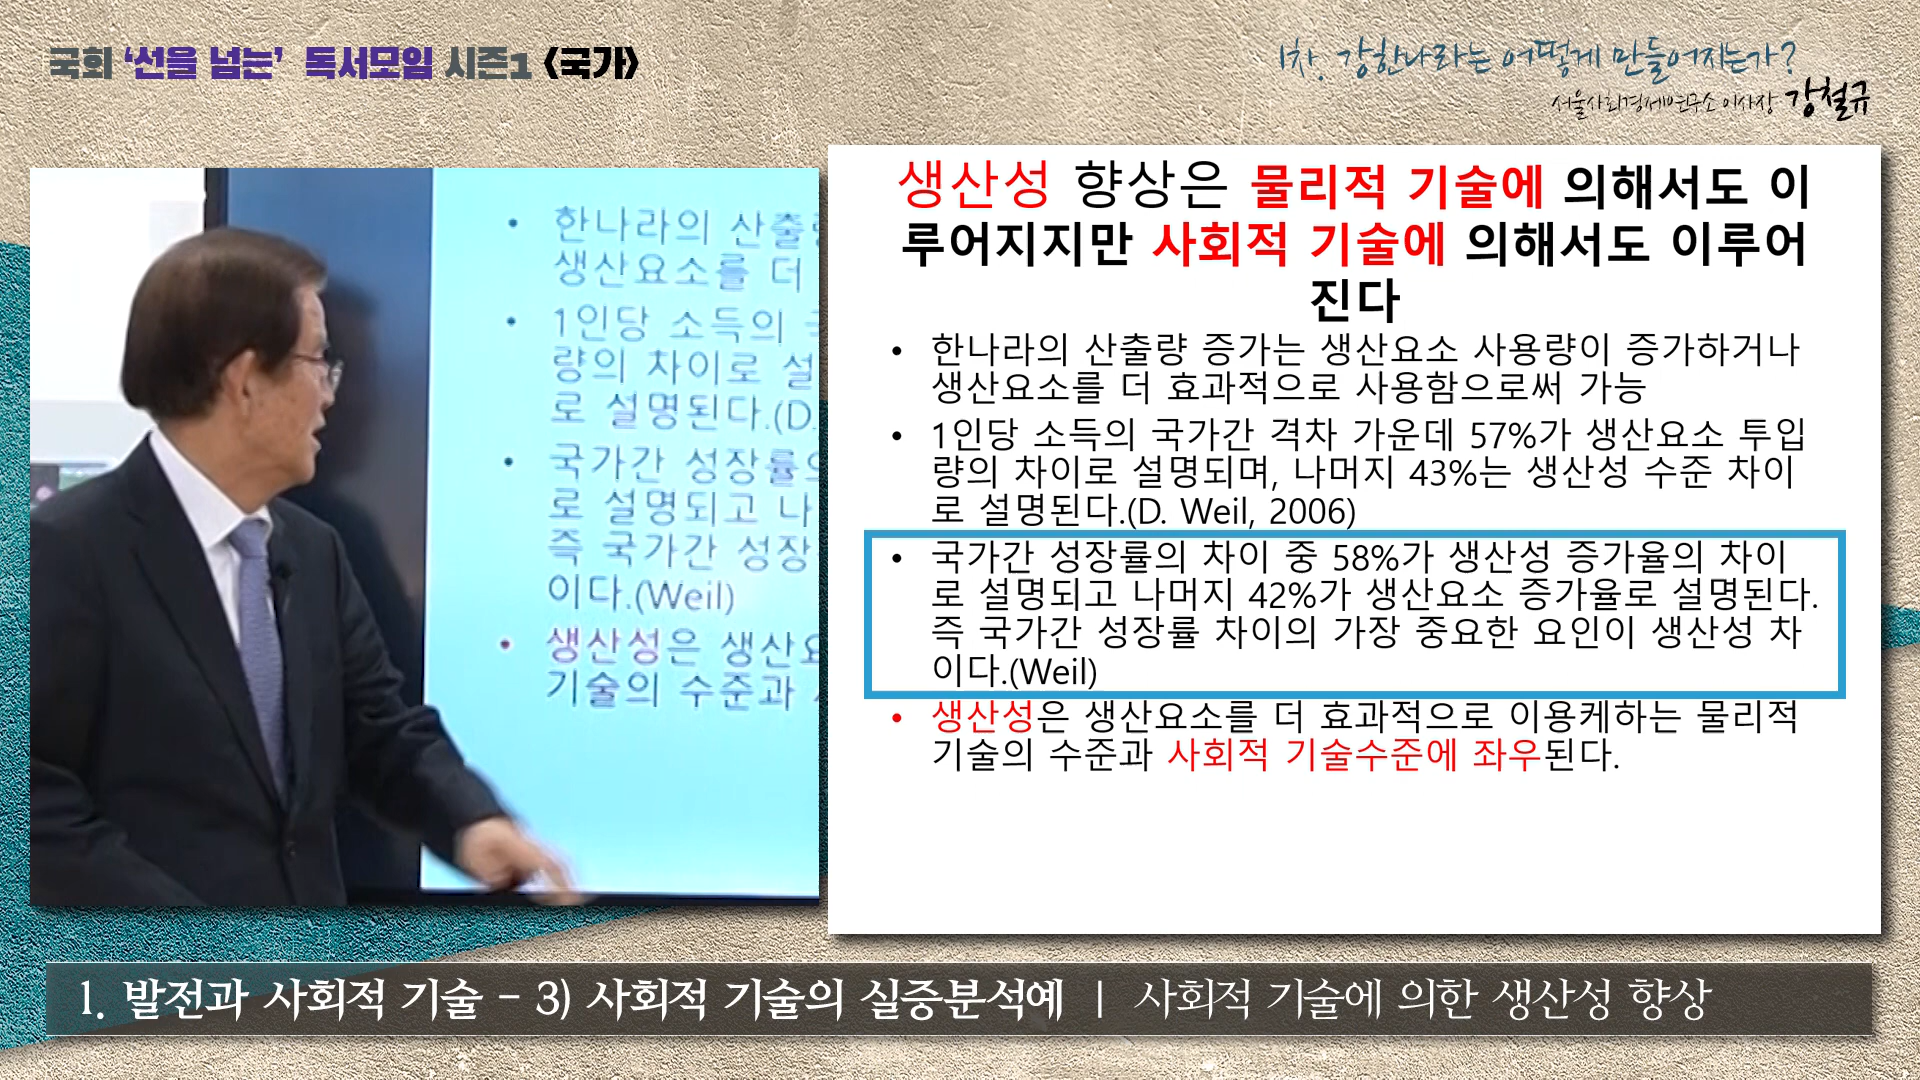 국회 ‘선을 넘는’ 독서모임 시즌1 〈국가〉
1차. 강한나라는 어떻게 만들어지는가?
서울사회경제연구소 이사장 강철규
한나라의 산출
생산요소를 더
1인당 소득의
량의 차이로 설
로 설명된다.(D.
국가간 성장률
로 설명되고 나
즉 국가간 성장
이다.(Weil)
생산성은 생산요
기술의 수준과
생산성 향상은 물리적 기술에 의해서도 이
루어지지만 사회적 기술에 의해서도 이루어
진다
• 한나라의 산출량 증가는 생산요소 사용량이 증가하거나
생산요소를 더 효과적으로 사용함으로써 가능
• 1인당 소득의 국가간 격차 가운데 57%가 생산요소 투입
량의 차이로 설명되며, 나머지 43%는 생산성 수준 차이
로 설명된다.(D. Weil, 2006)
• 국가간 성장률의 차이 중 58%가 생산성 증가율의 차이
로 설명되고 나머지 42%가 생산요소 증가율로 설명된다.
즉 국가간 성장률 차이의 가장 중요한 요인이 생산성 차
이다.(Weil)
• 생산성은 생산요소를 더 효과적으로 이용케하는 물리적
기술의 수준과 사회적 기술수준에 좌우된다.
1. 발전과 사회적 기술 - 3) 사회적 기술의 실증분석예 | 사회적 기술에 의한 생산성 향상